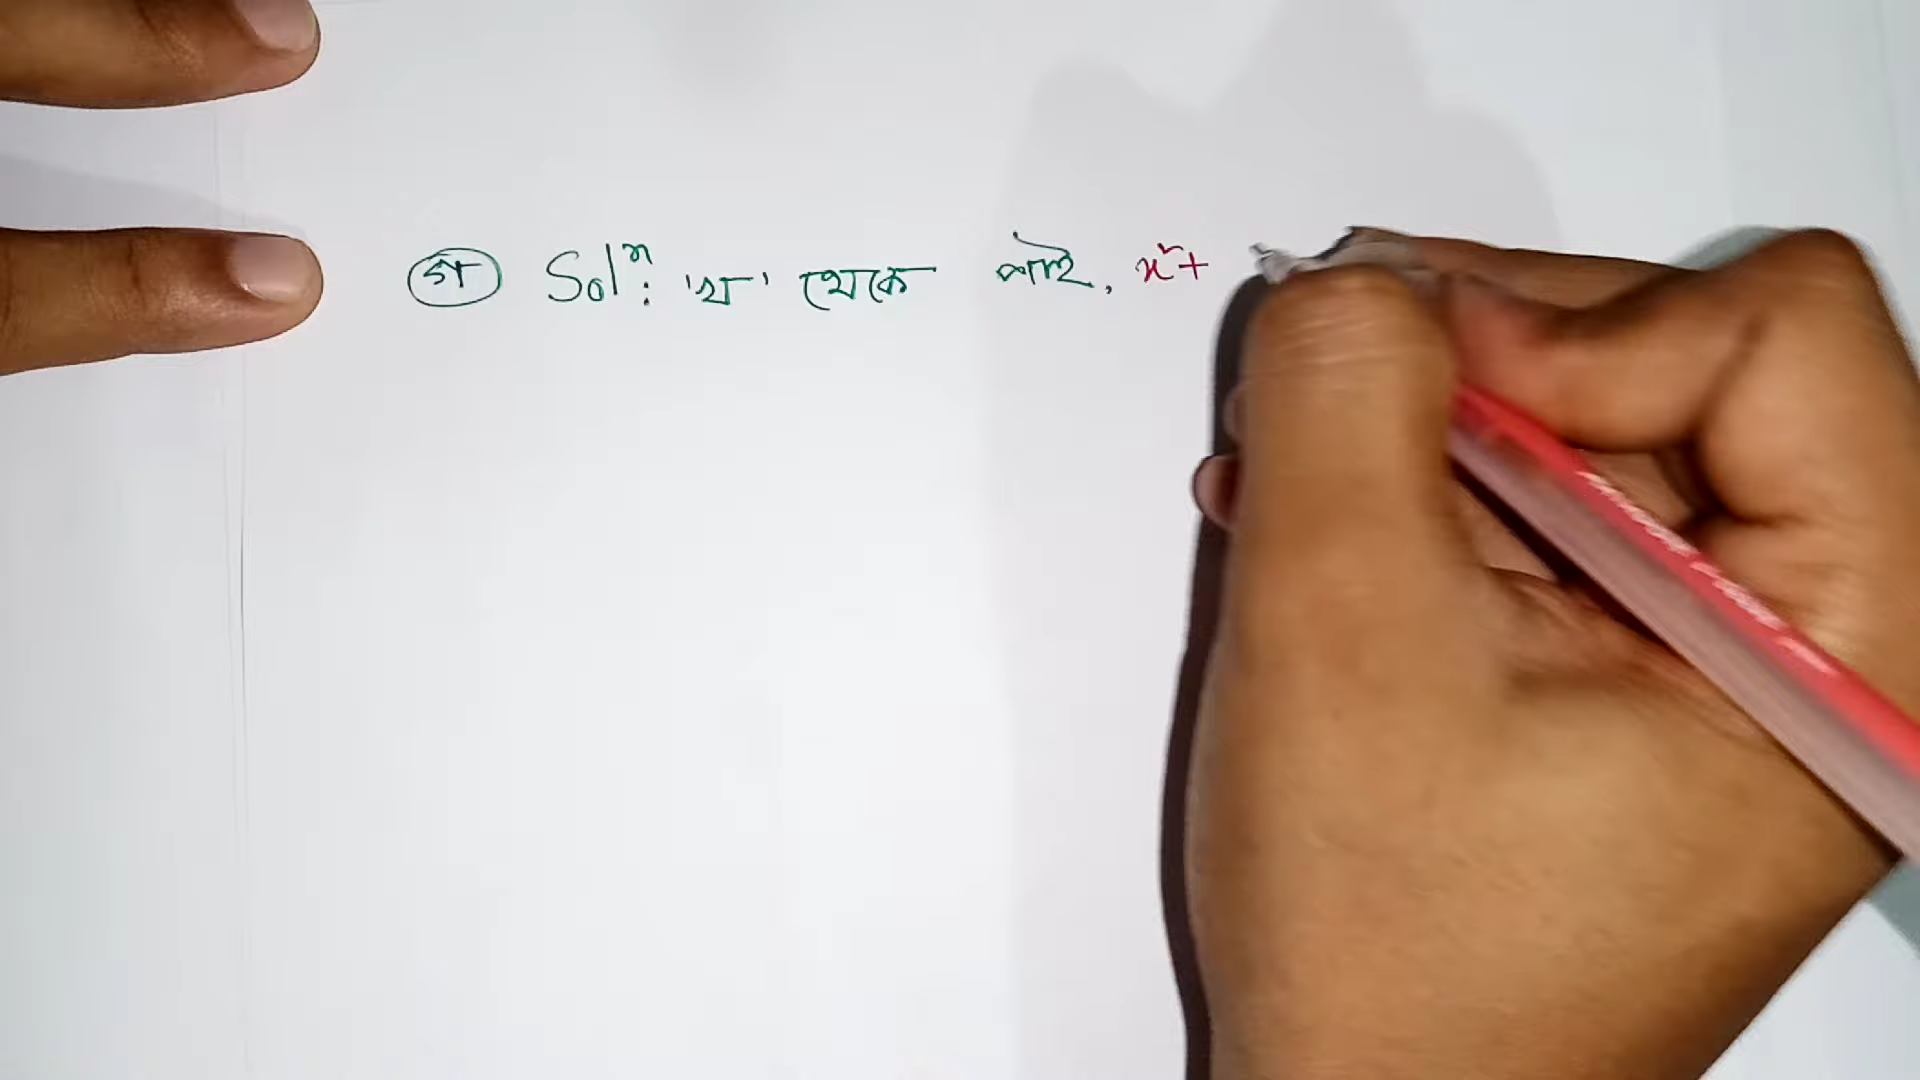 গ Solⁿ: 'খ' থেকে পাই, x²+